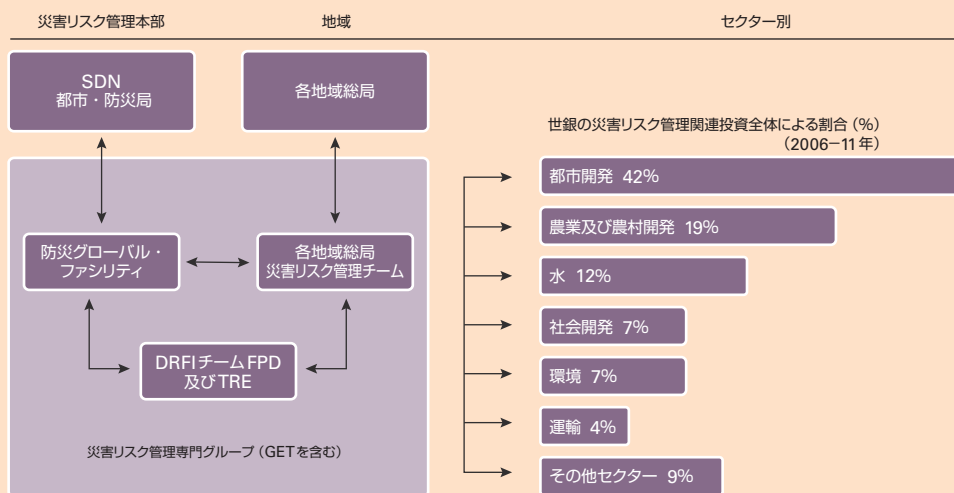 災害リスク管理本部
地域
セクター別
SDN
都市・防災局
各地域総局
世銀の災害リスク管理関連投資全体による割合（%）
（2006－11年）
都市開発 42%
農業及び農村開発 19%
水 12%
社会開発 7%
環境 7%
運輸 4%
その他セクター 9%
防災グローバル・
ファシリティ
各地域総局
災害リスク管理チーム
DRFIチームFPD
及びTRE
災害リスク管理専門グループ（GETを含む）